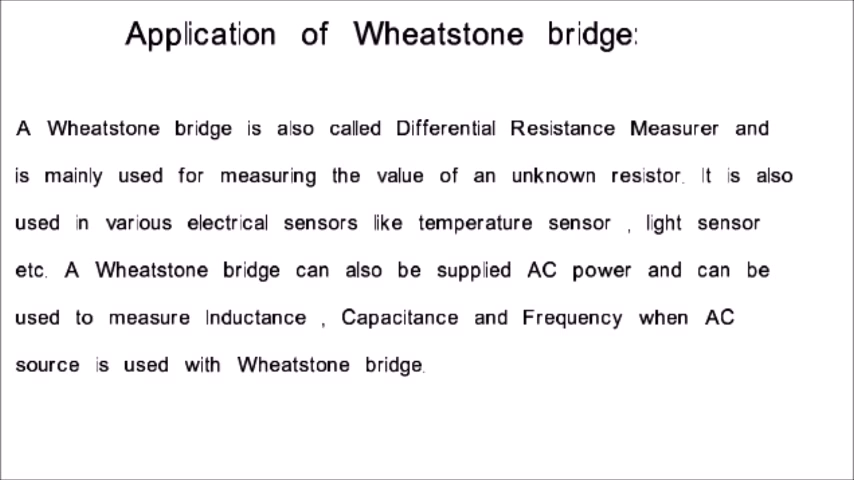 Application of Wheatstone bridge:
A Wheatstone bridge is also called Differential Resistance Measurer and
is mainly used for measuring the value of an unknown resistor. It is also
used in various electrical sensors like temperature sensor , light sensor
etc. A Wheatstone bridge can also be supplied AC power and can be
used to measure Inductance , Capacitance and Frequency when AC
source is used with Wheatstone bridge.